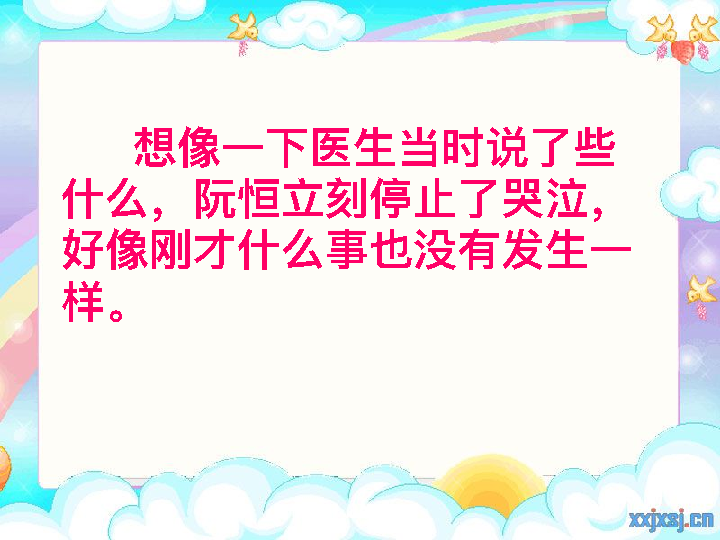 想像一下医生当时说了些
什么，阮恒立刻停止了哭泣，
好像刚才什么事也没有发生一
样。
xxjxsj.cn